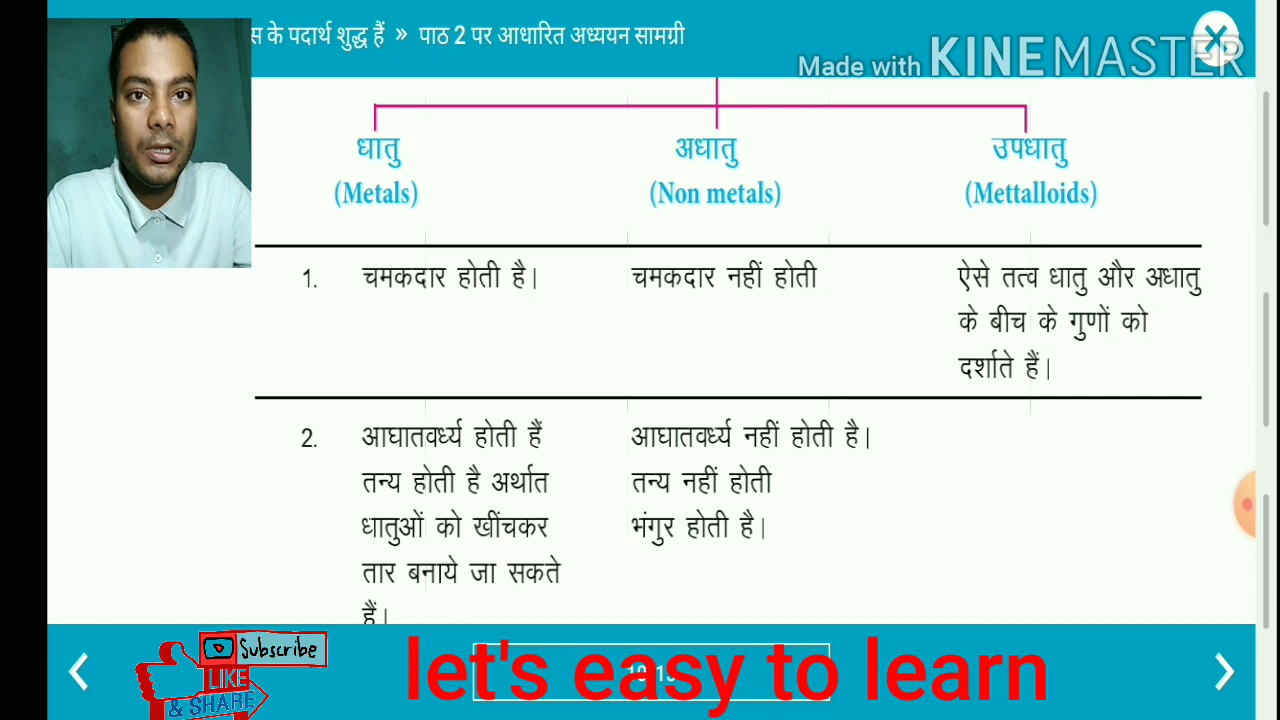 स के पदार्थ शुद्ध हैं » पाठ 2 पर आधारित अध्ययन सामग्री
Made with KINEMASTER
धातु अधातु उपधातु
(Metals) (Non metals) (Mettalloids)
1. चमकदार होती है। चमकदार नहीं होती ऐसे तत्व धातु और अधातु
के बीच के गुणों को
दर्शाते हैं।
2. आघातवर्ध्य होती हैं आघातवर्ध्य नहीं होती है।
तन्य होती है अर्थात तन्य नहीं होती
धातुओं को खींचकर भंगुर होती है।
तार बनाये जा सकते
हैं।
Subscribe
LIKE
& SHARE
let's easy to learn